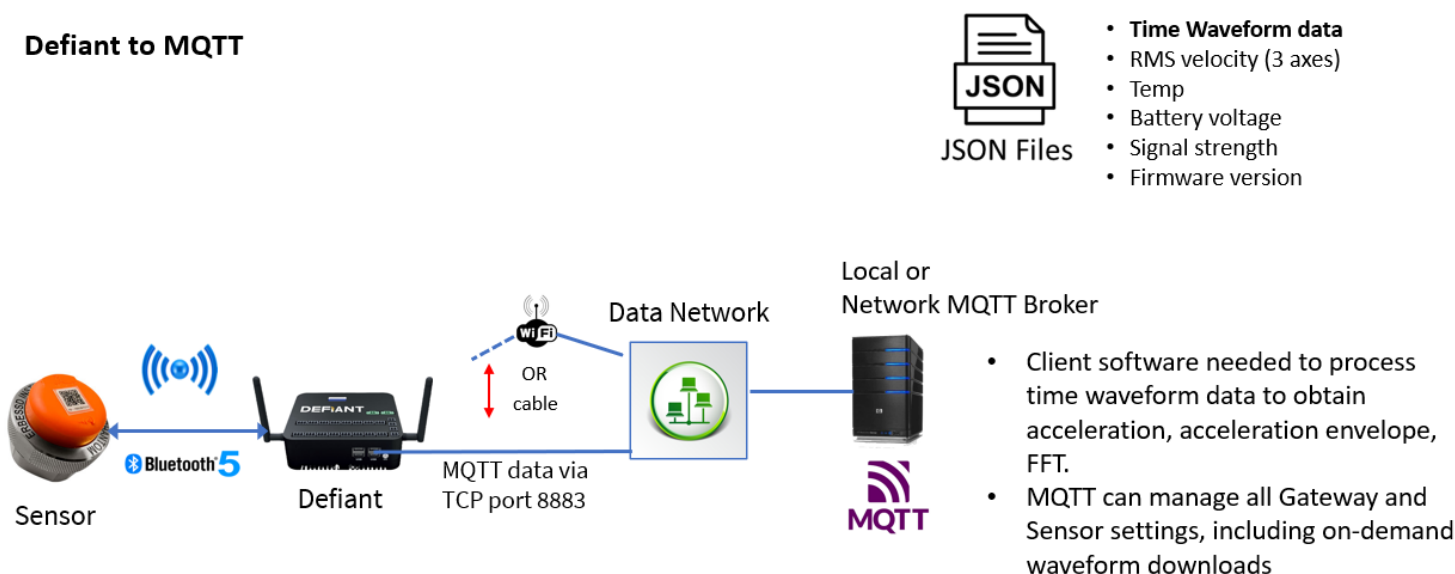 Defiant to MQTT
JSON
JSON Files
• Time Waveform data
• RMS velocity (3 axes)
• Temp
• Battery voltage
• Signal strength
• Firmware version
Local or
Network MQTT Broker
Data Network
Wi Fi
OR
cable
DEFiANT
ERBESSD
Bluetooth 5
MQTT data via
TCP port 8883
Sensor
Defiant
MQTT
• Client software needed to process
time waveform data to obtain
acceleration, acceleration envelope,
FFT.
• MQTT can manage all Gateway and
Sensor settings, including on-demand
waveform downloads